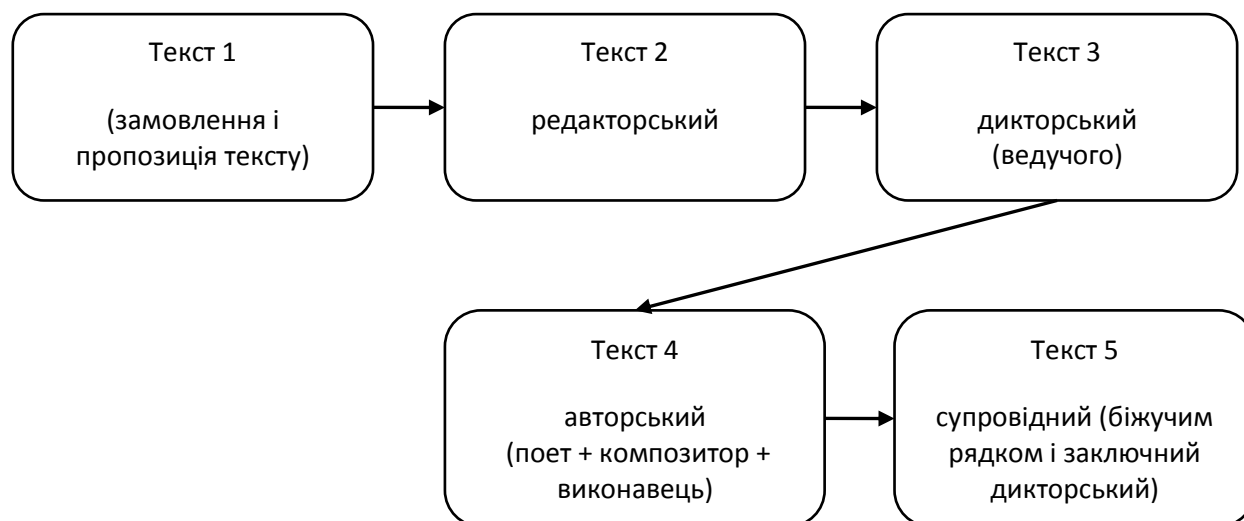 Текст 1
(замовлення і
пропозиція тексту)
Текст 2
редакторський
Текст 3
дикторський
(ведучого)
Текст 4
авторський
(поет + композитор +
виконавець)
Текст 5
супровідний (біжучим
рядком і заключний
дикторський)